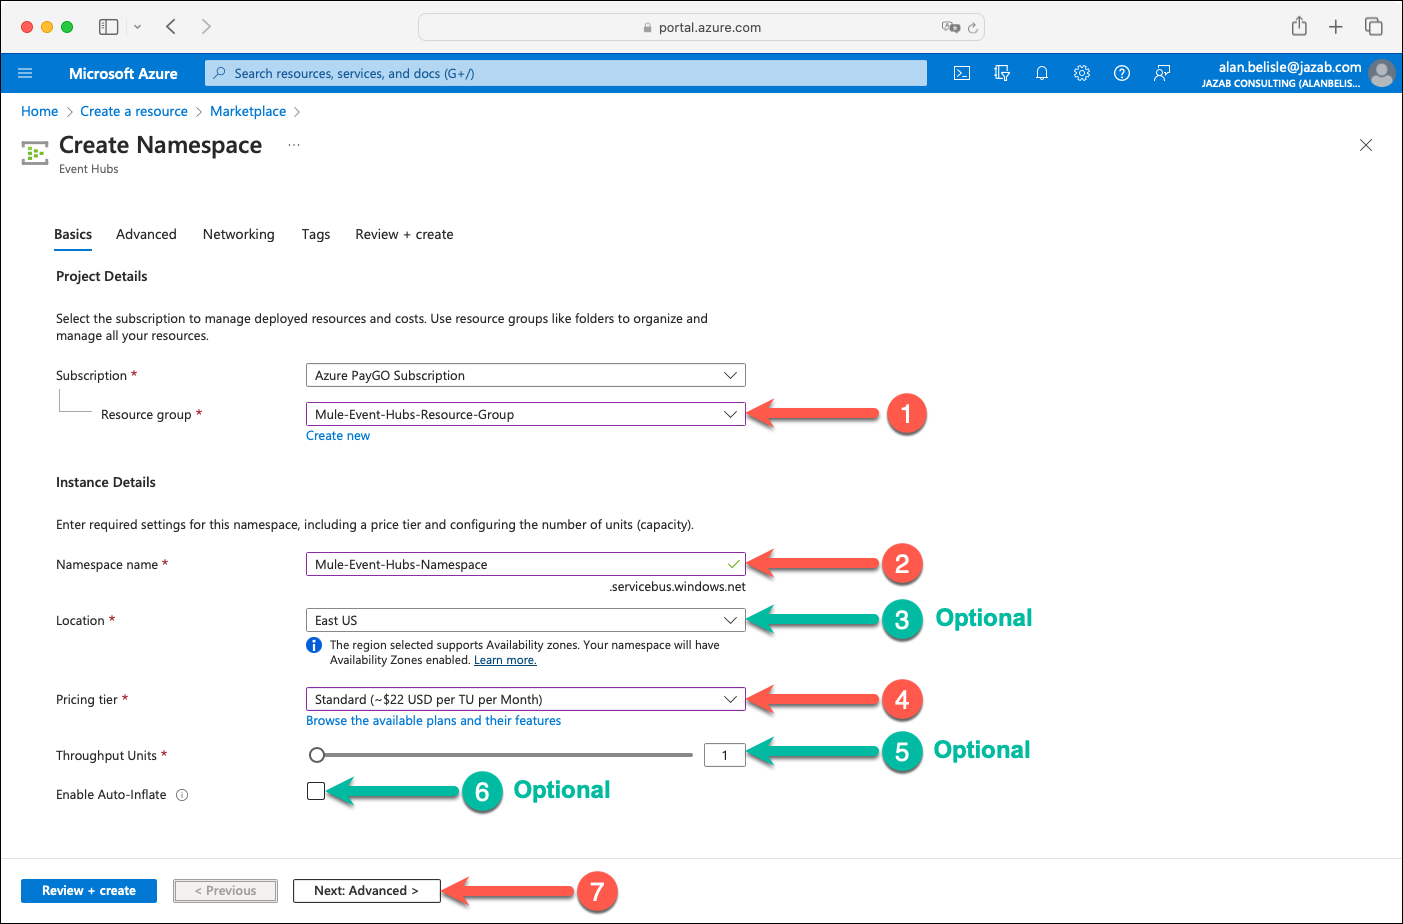 portal.azure.com
Microsoft Azure
Search resources, services, and docs (G+/)
alan.belisle@jazab.com
JAZAB CONSULTING (ALANBELIS...
Home > Create a resource > Marketplace >
Create Namespace ...
Event Hubs
Basics Advanced Networking Tags Review + create
Project Details
Select the subscription to manage deployed resources and costs. Use resource groups like folders to organize and
manage all your resources.
Subscription * Azure PayGO Subscription
Resource group * Mule-Event-Hubs-Resource-Group 1
Create new
Instance Details
Enter required settings for this namespace, including a price tier and configuring the number of units (capacity).
Namespace name * Mule-Event-Hubs-Namespace 2
.servicebus.windows.net
Location * East US 3 Optional
The region selected supports Availability zones. Your namespace will have
Availability Zones enabled. Learn more.
Pricing tier * Standard (~$22 USD per TU per Month) 4
Browse the available plans and their features
Throughput Units * 1 5 Optional
Enable Auto-Inflate 6 Optional
Review + create < Previous Next: Advanced > 7